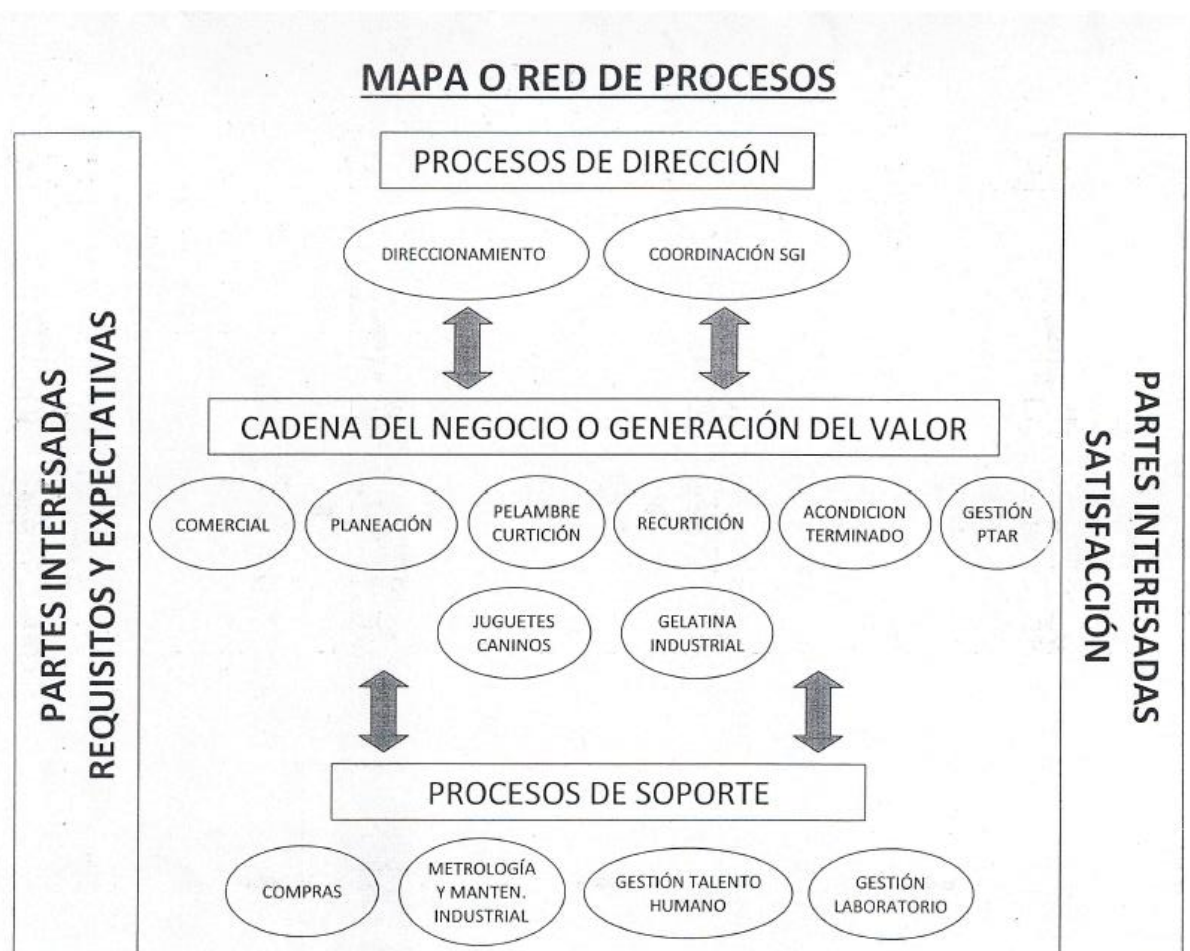 MAPA O RED DE PROCESOS
PARTES INTERESADAS
REQUISITOS Y EXPECTATIVAS
PROCESOS DE DIRECCIÓN
DIRECCIONAMIENTO
COORDINACIÓN SGI
CADENA DEL NEGOCIO O GENERACIÓN DEL VALOR
COMERCIAL
PLANEACIÓN
PELAMBRE
CURTICIÓN
RECURTICIÓN
ACONDICION
TERMINADO
GESTIÓN
PTAR
JUGUETES
CANINOS
GELATINA
INDUSTRIAL
PROCESOS DE SOPORTE
COMPRAS
METROLOGÍA
Y MANTEN.
INDUSTRIAL
GESTIÓN TALENTO
HUMANO
GESTIÓN
LABORATORIO
PARTES INTERESADAS
SATISFACCIÓN